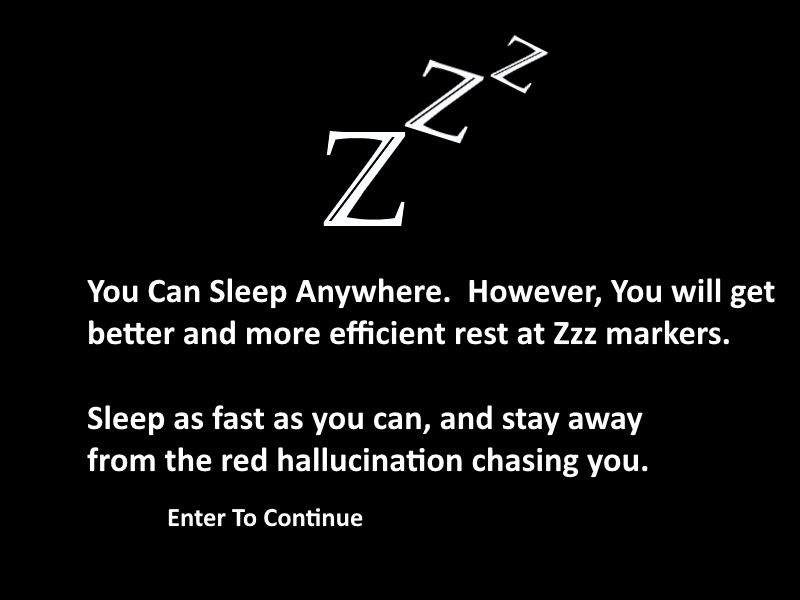 Z z z
You Can Sleep Anywhere.  However, You will get
better and more efficient rest at Zzz markers.
Sleep as fast as you can, and stay away
from the red hallucination chasing you.
Enter To Continue